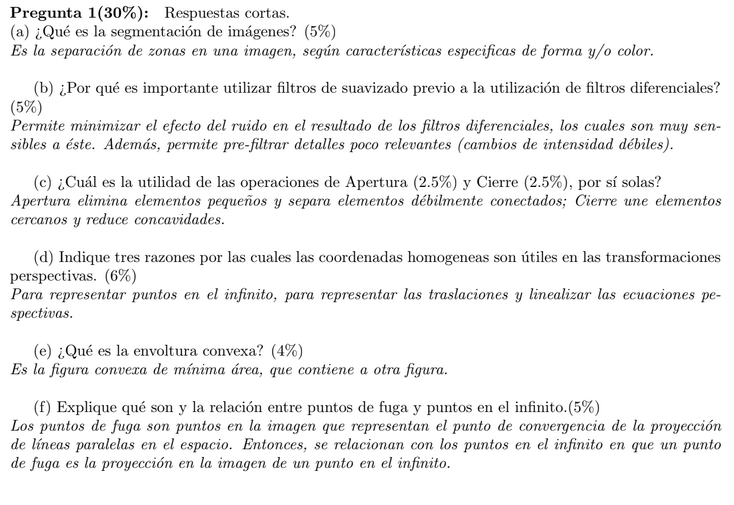 Pregunta 1(30%): Respuestas cortas.
(a) ¿Qué es la segmentación de imágenes? (5%)
Es la separación de zonas en una imagen, según características especificas de forma y/o color.
(b) ¿Por qué es importante utilizar filtros de suavizado previo a la utilización de filtros diferenciales?
(5%)
Permite minimizar el efecto del ruido en el resultado de los filtros diferenciales, los cuales son muy sen-
sibles a éste. Además, permite pre-filtrar detalles poco relevantes (cambios de intensidad débiles).
(c) ¿Cuál es la utilidad de las operaciones de Apertura (2.5%) y Cierre (2.5%), por sí solas?
Apertura elimina elementos pequeños y separa elementos débilmente conectados; Cierre une elementos
cercanos y reduce concavidades.
(d) Indique tres razones por las cuales las coordenadas homogeneas son útiles en las transformaciones
perspectivas. (6%)
Para representar puntos en el infinito, para representar las traslaciones y linealizar las ecuaciones pe-
spectivas.
(e) ¿Qué es la envoltura convexa? (4%)
Es la figura convexa de mínima área, que contiene a otra figura.
(f) Explique qué son y la relación entre puntos de fuga y puntos en el infinito.(5%)
Los puntos de fuga son puntos en la imagen que representan el punto de convergencia de la proyección
de líneas paralelas en el espacio. Entonces, se relacionan con los puntos en el infinito en que un punto
de fuga es la proyección en la imagen de un punto en el infinito.